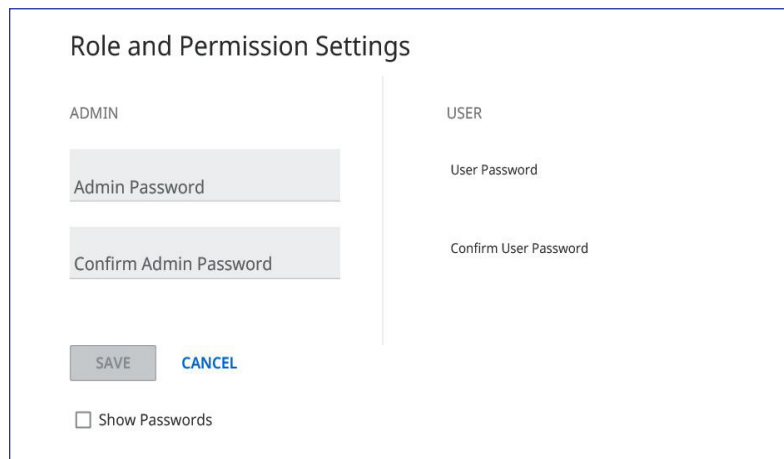 Role and Permission Settings
ADMIN
Admin Password
Confirm Admin Password
USER
User Password
Confirm User Password
SAVE CANCEL
Show Passwords